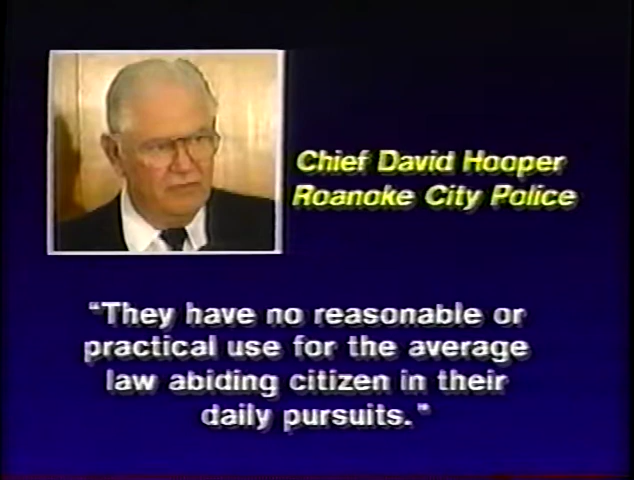 Chief David Hooper
Roanoke City Police
"They have no reasonable or
practical use for the average
law abiding citizen in their
daily pursuits."